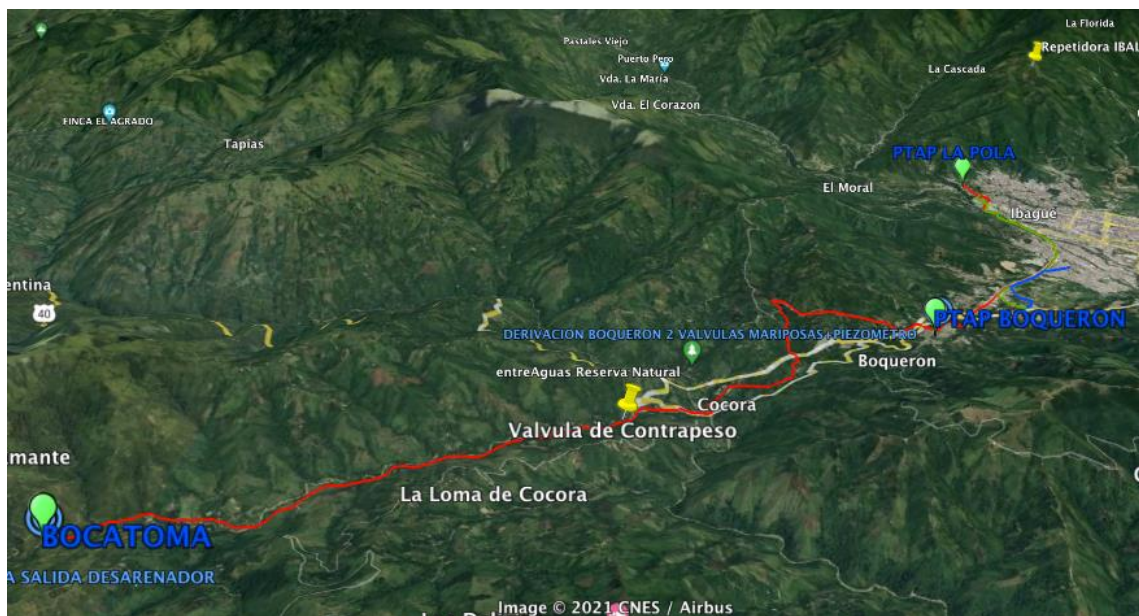 La Florida
Pastales Viejo
Repetidora IBAL
Puerto Pero
La Cascada
Vda. La María
Vda. El Corazon
FINCA EL AGRADO
Tapias
PTAP LA POLA
El Moral
Ibagué
entina
40
PTAP BOQUERON
DERIVACION BOQUERON 2 VALVULAS MARIPOSAS+PIEZOMETRO
Boqueron
entreAguas Reserva Natural
Cocora
Valvula de Contrapeso
amante
La Loma de Cocora
BOCATOMA
A SALIDA DESARENADOR
Image © 2021 CNES / Airbus